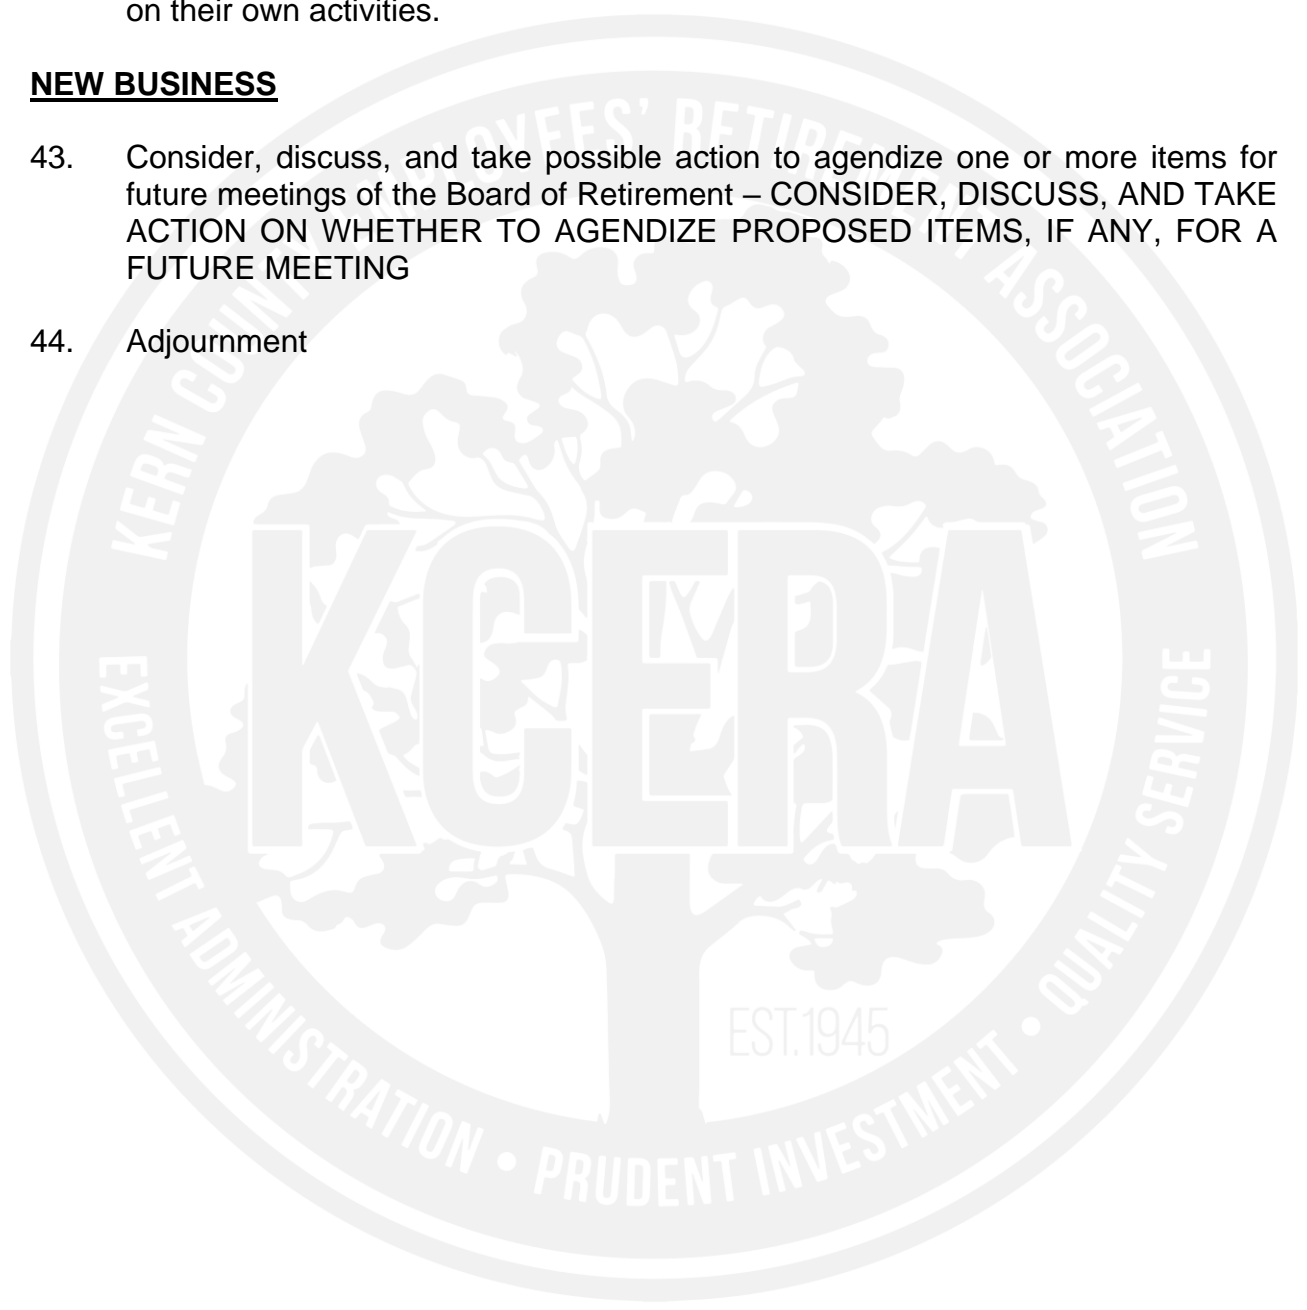 on their own activities.
NEW BUSINESS
43. Consider, discuss, and take possible action to agendize one or more items for
future meetings of the Board of Retirement – CONSIDER, DISCUSS, AND TAKE
ACTION ON WHETHER TO AGENDIZE PROPOSED ITEMS, IF ANY, FOR A
FUTURE MEETING
44. Adjournment
KERN COUNTY EMPLOYEES' RETIREMENT ASSOCIATION
KCERA
EST.1945
EXCELLENT ADMINISTRATION • PRUDENT INVESTMENT • QUALITY SERVICE